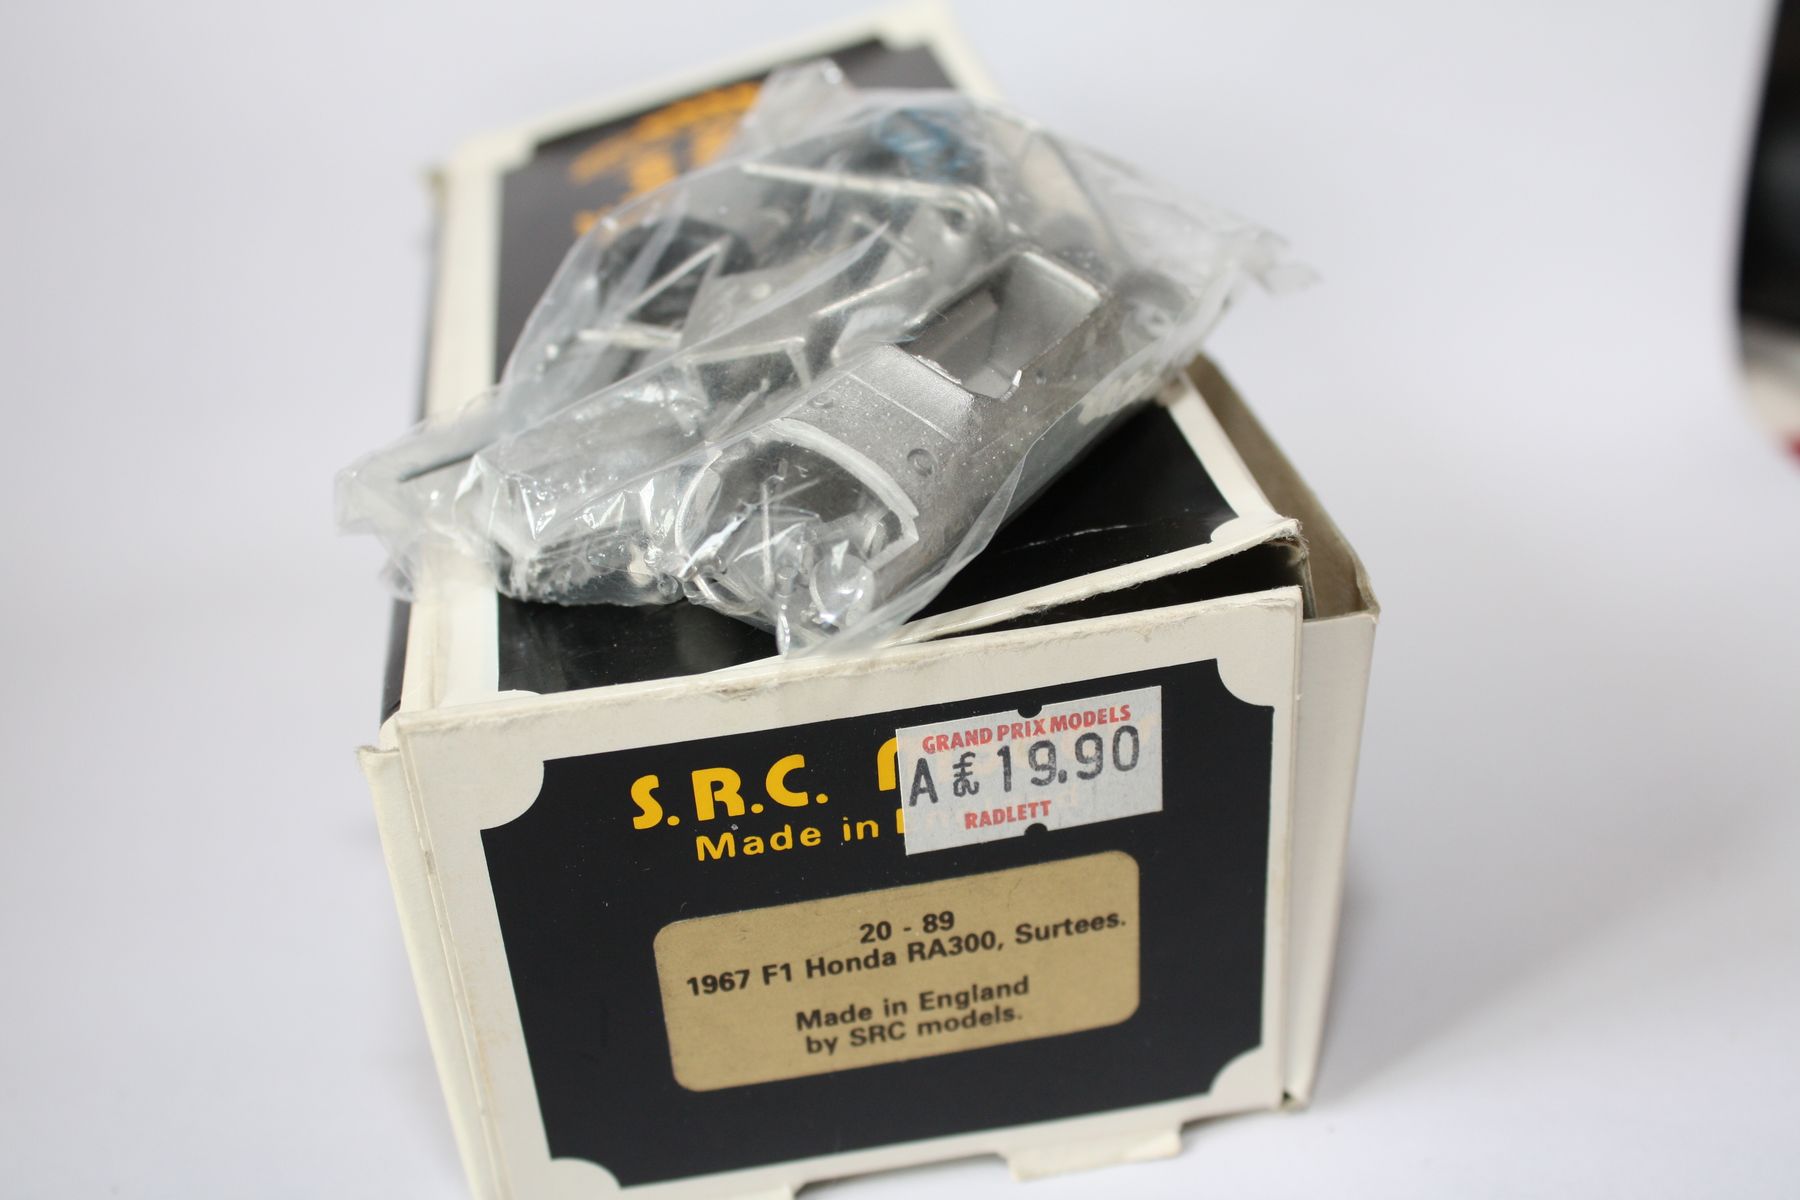 S.R.C.
Made in
GRAND PRIX MODELS
A £19.90
RADLETT
20 - 89
1967 F1 Honda RA300, Surtees.
Made in England
by SRC models.